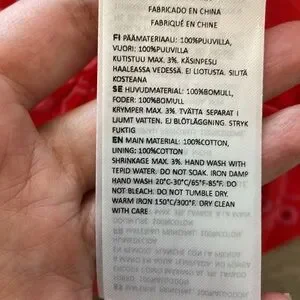 FABRICADO EN CHINA
FABRIQUÉ EN CHINE
FI PÄÄMATERIAALI: 100%PUUVILLA,
VUORI: 100%PUUVILLA
KUTISTUU MAX. 3%. KÄSINPESU
HAALEASSA VEDESSÄ. EI LIOTUSTA. SILITÄ
KOSTEANA
SE HUVUDMATERIAL: 100%BOMULL,
FODER: 100%BOMULL
KRYMPER MAX. 3%. TVÄTTA SEPARAT I
LJUMT VATTEN. EJ BLÖTLÄGGNING. STRYK
FUKTIG
EN MAIN MATERIAL: 100%COTTON,
LINING: 100%COTTON
SHRINKAGE MAX. 3%. HAND WASH WITH
TEPID WATER. DO NOT SOAK. IRON DAMP
HAND WASH 20°C-30°C/65°F-85°F. DO
NOT BLEACH. DO NOT TUMBLE DRY.
WARM IRON 150°C/300°F. DRY CLEAN
WITH CARE